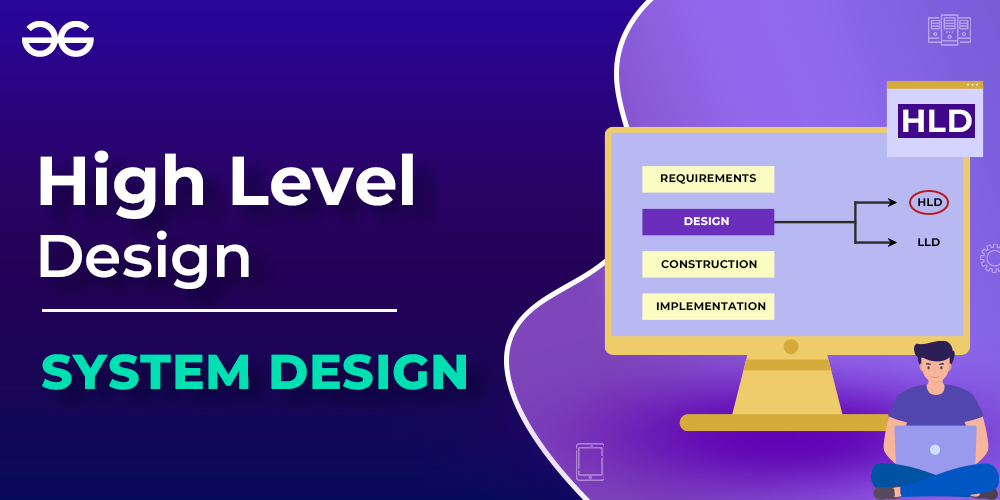 High Level
Design
SYSTEM DESIGN
HLD
REQUIREMENTS
DESIGN
HLD
LLD
CONSTRUCTION
IMPLEMENTATION